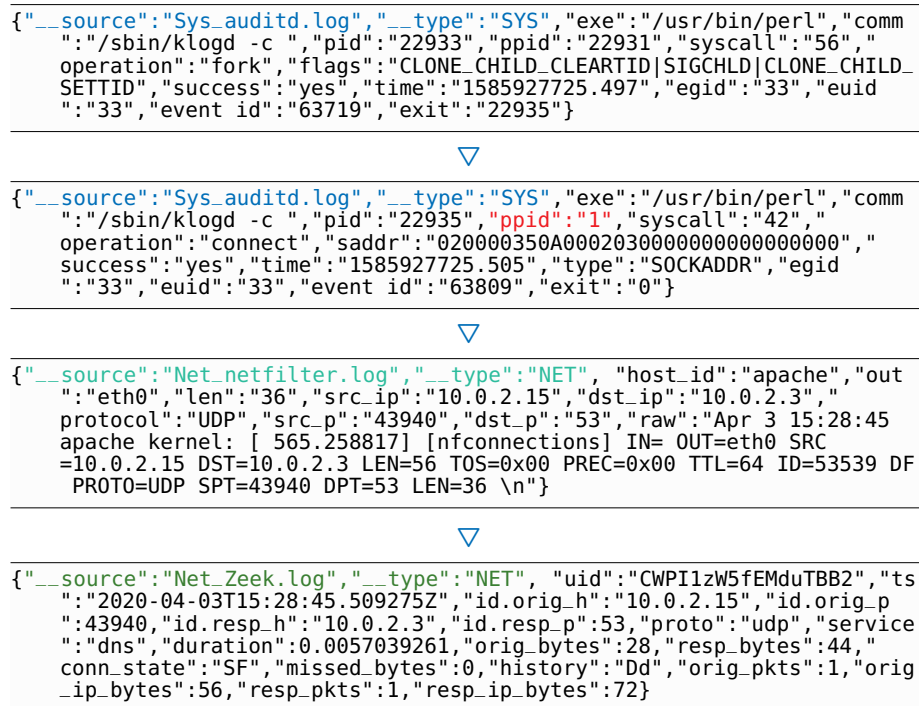 {"__source":"Sys_auditd.log","__type":"SYS","exe":"/usr/bin/perl","comm
":"/sbin/klogd -c ","pid":"22933","ppid":"22931","syscall":"56","
operation":"fork","flags":"CLONE_CHILD_CLEARTID|SIGCHLD|CLONE_CHILD_
SETTID","success":"yes","time":"1585927725.497","egid":"33","euid
":"33","event id":"63719","exit":"22935"}
{"__source":"Sys_auditd.log","__type":"SYS","exe":"/usr/bin/perl","comm
":"/sbin/klogd -c ","pid":"22935","ppid":"1","syscall":"42","
operation":"connect","saddr":"020000350A0002030000000000000000","
success":"yes","time":"1585927725.505","type":"SOCKADDR","egid
":"33","euid":"33","event id":"63809","exit":"0"}
{"__source":"Net_netfilter.log","__type":"NET", "host_id":"apache","out
":"eth0","len":"36","src_ip":"10.0.2.15","dst_ip":"10.0.2.3","
protocol":"UDP","src_p":"43940","dst_p":"53","raw":"Apr 3 15:28:45
apache kernel: [ 565.258817] [nfconnections] IN= OUT=eth0 SRC
=10.0.2.15 DST=10.0.2.3 LEN=56 TOS=0x00 PREC=0x00 TTL=64 ID=53539 DF
PROTO=UDP SPT=43940 DPT=53 LEN=36 \n"}
{"__source":"Net_Zeek.log","__type":"NET", "uid":"CWPI1zW5fEMduTBB2","ts
":"2020-04-03T15:28:45.509275Z","id.orig_h":"10.0.2.15","id.orig_p
":43940,"id.resp_h":"10.0.2.3","id.resp_p":53,"proto":"udp","service
":"dns","duration":0.0057039261,"orig_bytes":28,"resp_bytes":44,"
conn_state":"SF","missed_bytes":0,"history":"Dd","orig_pkts":1,"orig
_ip_bytes":56,"resp_pkts":1,"resp_ip_bytes":72}